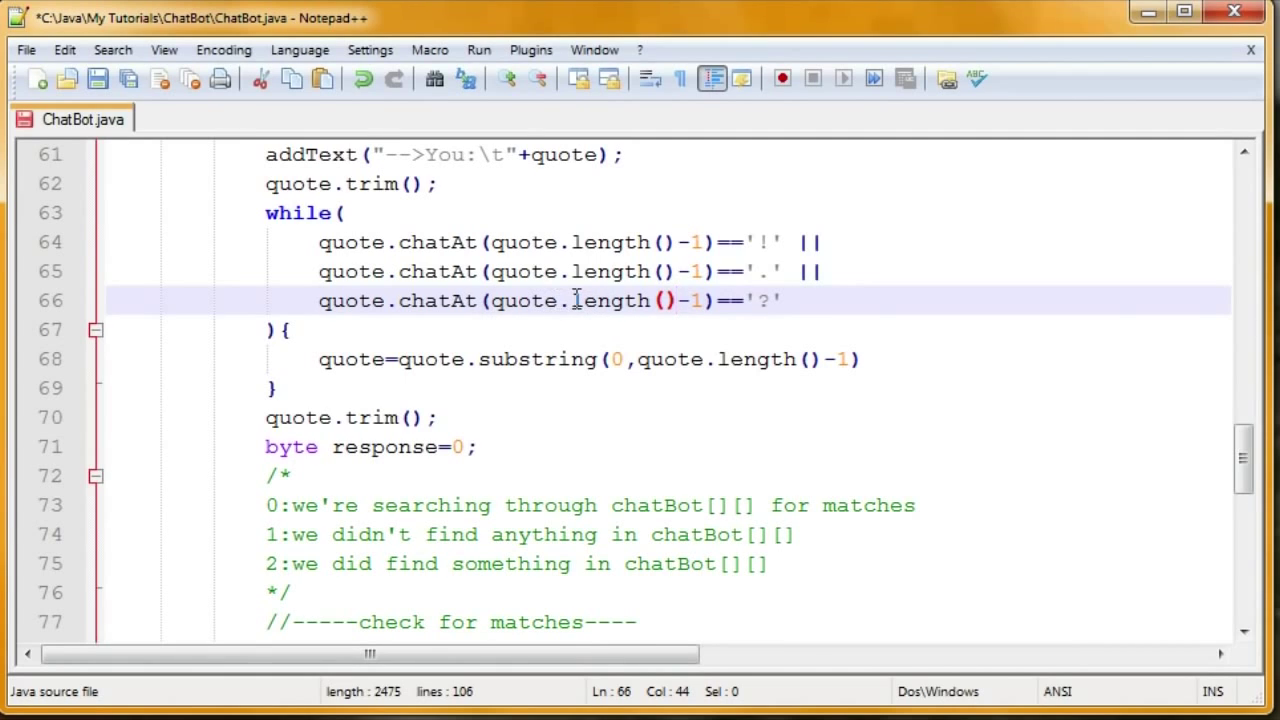 *C:\Java\My Tutorials\ChatBot\ChatBot.java - Notepad++
File Edit Search View Encoding Language Settings Macro Run Plugins Window ? X
ABC
ChatBot.java
61 addText("-->You:\t"+quote);
62 quote.trim();
63 while(
64 quote.chatAt(quote.length()-1)=='!' ||
65 quote.chatAt(quote.length()-1)=='.' ||
66 quote.chatAt(quote.length()-1)=='?'
67 ){
68 quote=quote.substring(0,quote.length()-1)
69 }
70 quote.trim();
71 byte response=0;
72 /*
73 0:we're searching through chatBot[][] for matches
74 1:we didn't find anything in chatBot[][]
75 2:we did find something in chatBot[][]
76 */
77 //-----check for matches----
Java source file length : 2475 lines : 106 Ln : 66 Col : 44 Sel : 0 Dos\Windows ANSI INS